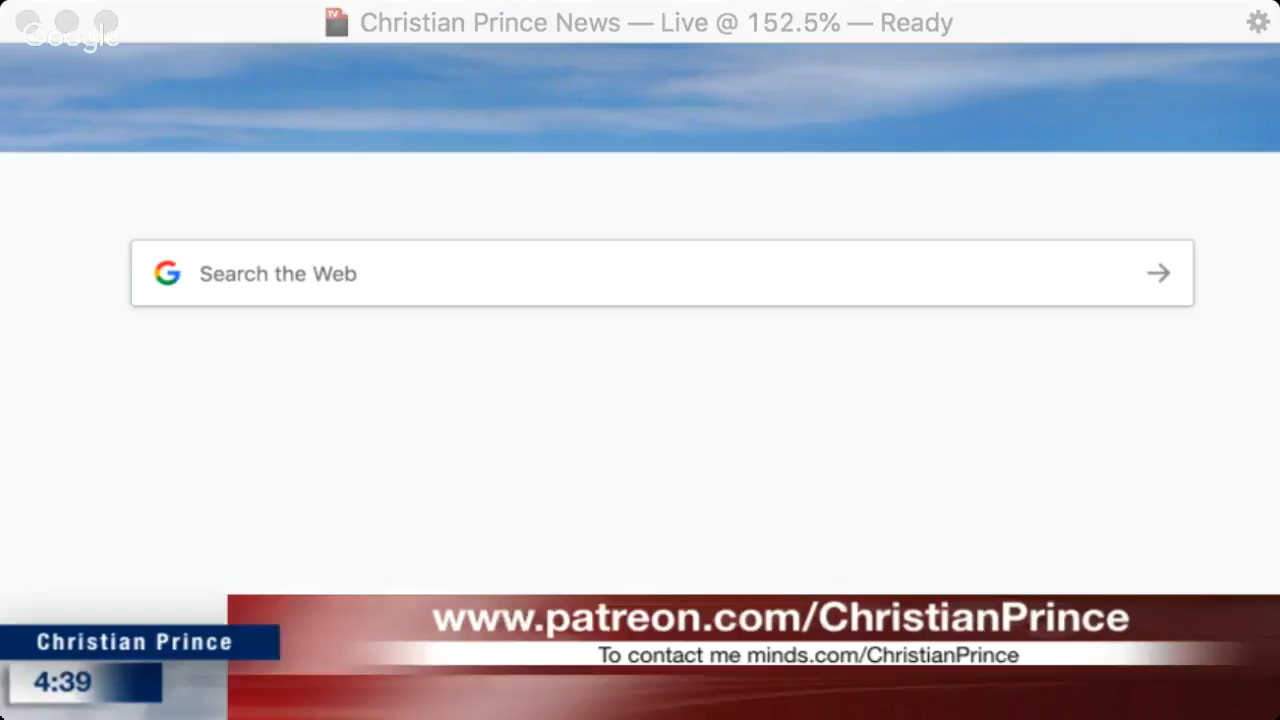 TV Christian Prince News — Live @ 152.5% — Ready
Google
G Search the Web
www.patreon.com/ChristianPrince
To contact me minds.com/ChristianPrince
Christian Prince
4:39